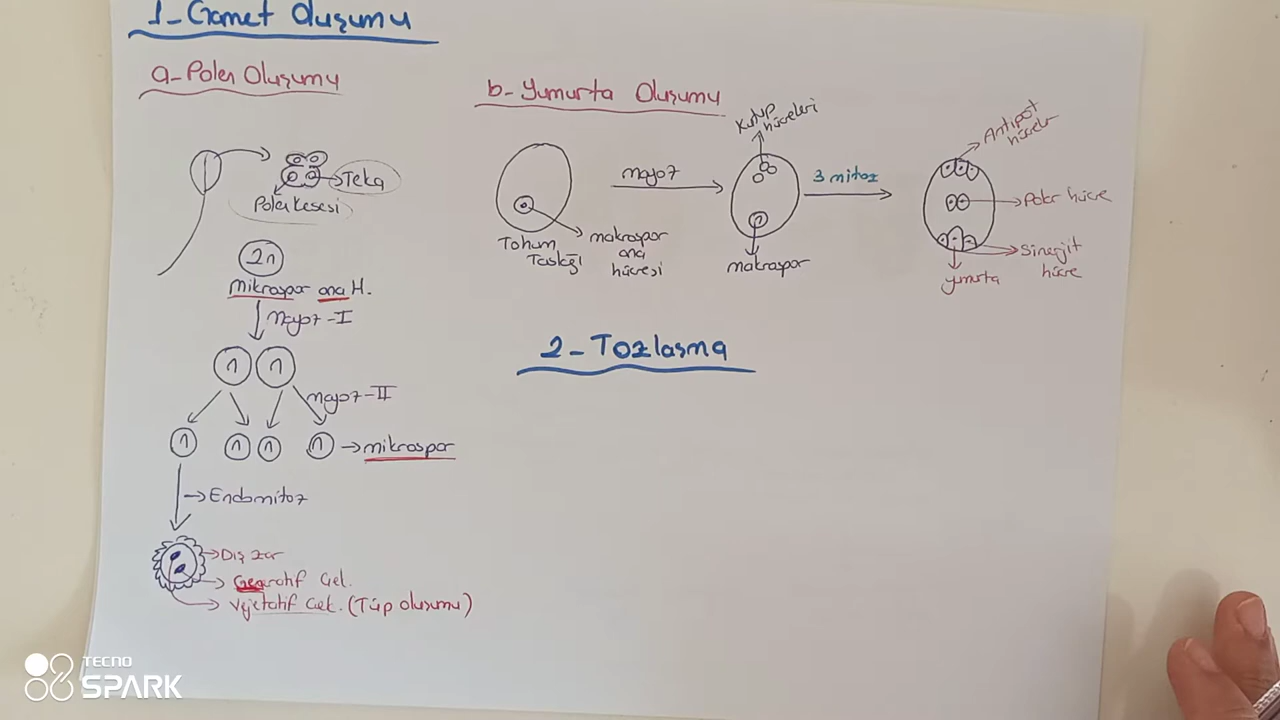 1- Gamet Oluşumu
a- Polen Oluşumu
Teka
Polen Kesesi
2n
Mikrospor ana H.
Mayoz-I
n n
Mayoz-II
n n n n
mikrospor
Endomitoz
Dış zar
Generatif Çek.
Vejetatif Çek. (Tüp oluşumu)
b- Yumurta Oluşumu
Tohum Taslağı
makrospor
ana
hücresi
mayoz
Kutup
hücreleri
n
makrospor
3 mitoz
Antipot
hücreler
Polar hücre
Sinerjit
hücre
yumurta
2- Tozlaşma
TECNO
SPARK